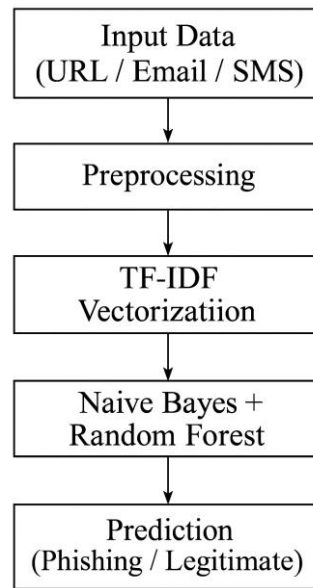 Input Data
(URL / Email / SMS)
Preprocessing
TF-IDF
Vectorizatiion
Naive Bayes +
Random Forest
Prediction
(Phishing / Legitimate)